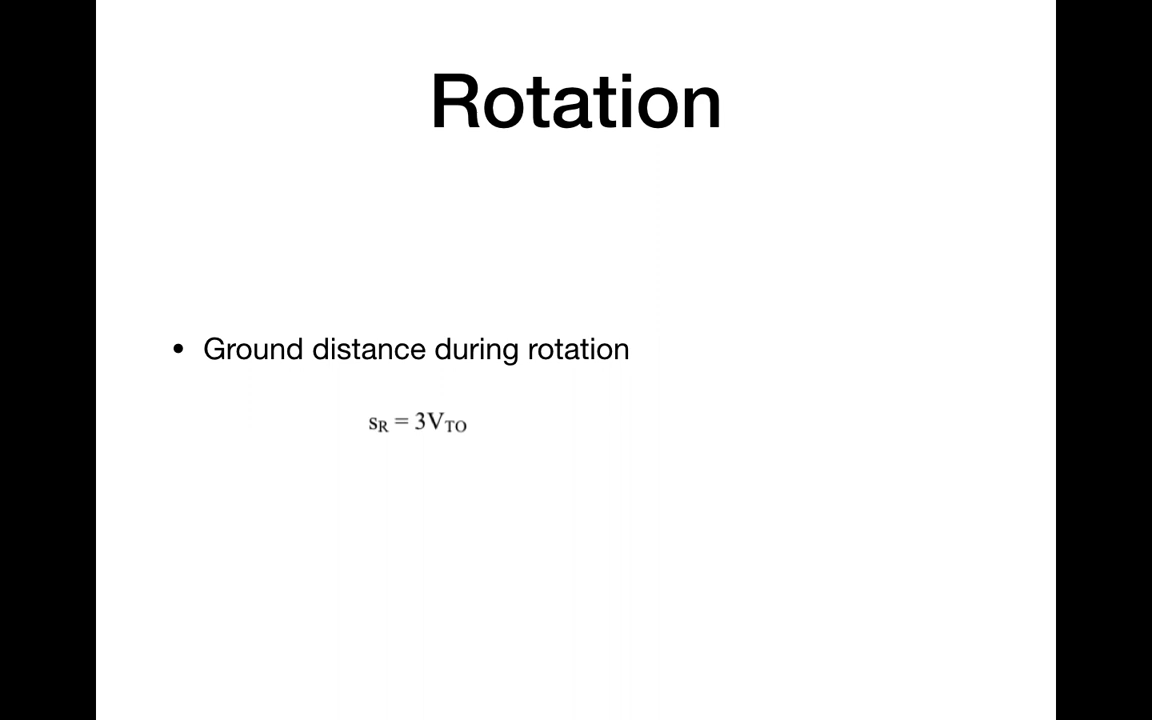 Rotation
• Ground distance during rotation
sR = 3VTO